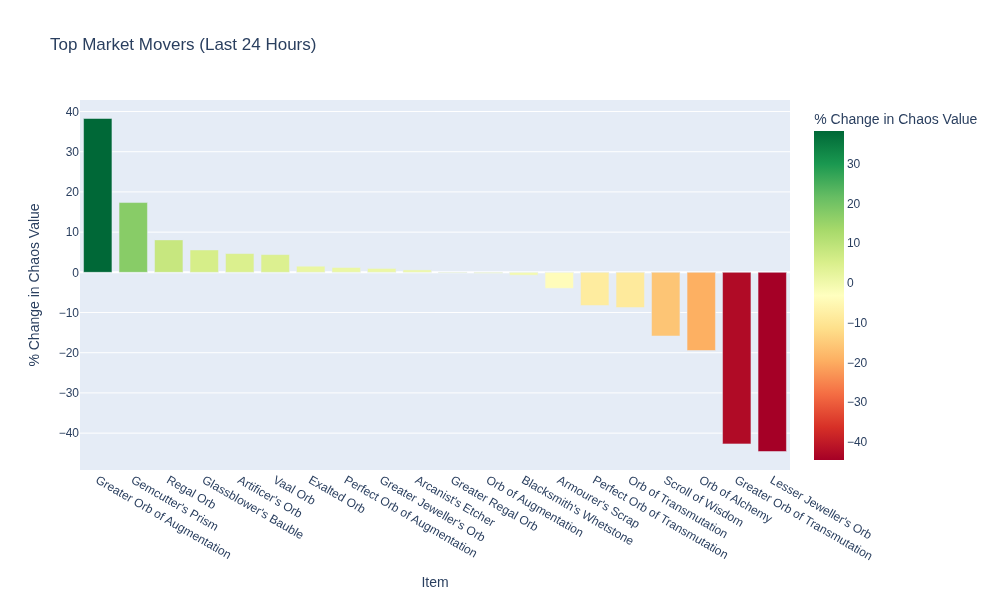 Top Market Movers (Last 24 Hours)
% Change in Chaos Value
40
30
20
10
0
−10
−20
−30
−40
% Change in Chaos Value
30
20
10
0
−10
−20
−30
−40
Greater Orb of Augmentation
Gemcutter's Prism
Regal Orb
Glassblower's Bauble
Artificer's Orb
Vaal Orb
Exalted Orb
Perfect Orb of Augmentation
Greater Jeweller's Orb
Arcanist's Etcher
Greater Regal Orb
Orb of Augmentation
Blacksmith's Whetstone
Armourer's Scrap
Perfect Orb of Transmutation
Orb of Transmutation
Scroll of Wisdom
Orb of Alchemy
Greater Orb of Transmutation
Lesser Jeweller's Orb
Item